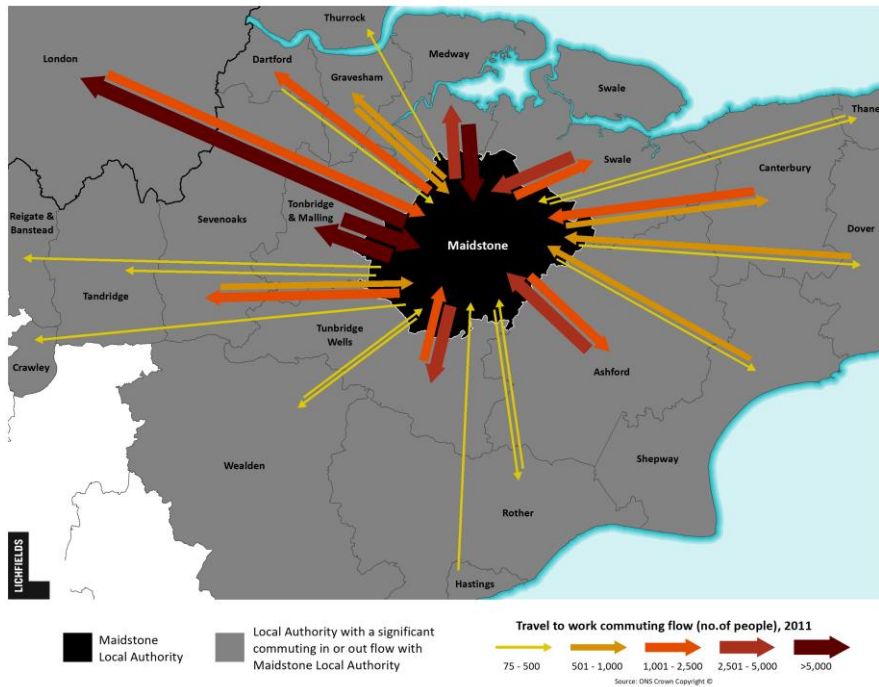 Thurrock
London
Dartford
Medway
Gravesham
Swale
Thane
Swale
Canterbury
Reigate &
Banstead
Sevenoaks
Tonbridge
& Malling
Maidstone
Dover
Tandridge
Tunbridge
Wells
Crawley
Ashford
Shepway
Wealden
Rother
Hastings
LICHFIELDS
Maidstone
Local Authority
Local Authority with a significant
commuting in or out flow with
Maidstone Local Authority
Travel to work commuting flow (no.of people), 2011
75 - 500
501 - 1,000
1,001 - 2,500
2,501 - 5,000
>5,000
Source: ONS Crown Copyright ©